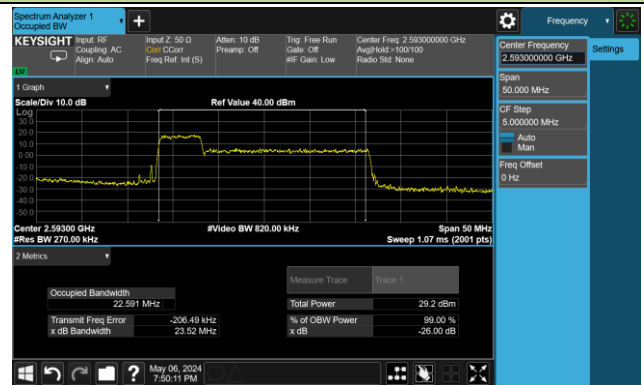 Spectrum Analyzer 1
Occupied BW
Frequency
KEYSIGHT
Input: RF
Coupling: AC
Align: Auto
Input Z: 50 Ω
Corr CCorr
Freq Ref: Int (S)
Atten: 10 dB
Preamp: Off
Trig: Free Run
Gate: Off
#IF Gain: Low
Center Freq: 2.593000000 GHz
Avg|Hold:>100/100
Radio Std: None
Center Frequency
2.593000000 GHz
Settings
Span
50.000 MHz
CF Step
5.000000 MHz
Auto
Man
Freq Offset
0 Hz
1 Graph
Scale/Div 10.0 dB
Ref Value 40.00 dBm
Log
30.0
20.0
10.0
0.00
-10.0
-20.0
-30.0
-40.0
-50.0
Center 2.59300 GHz
#Video BW 820.00 kHz
Span 50 MHz
#Res BW 270.00 kHz
Sweep 1.07 ms (2001 pts)
2 Metrics
Measure Trace
Trace 1
Occupied Bandwidth
22.591 MHz
Total Power
29.2 dBm
Transmit Freq Error
-206.49 kHz
% of OBW Power
99.00 %
x dB Bandwidth
23.52 MHz
x dB
-26.00 dB
May 06, 2024
7:50:11 PM